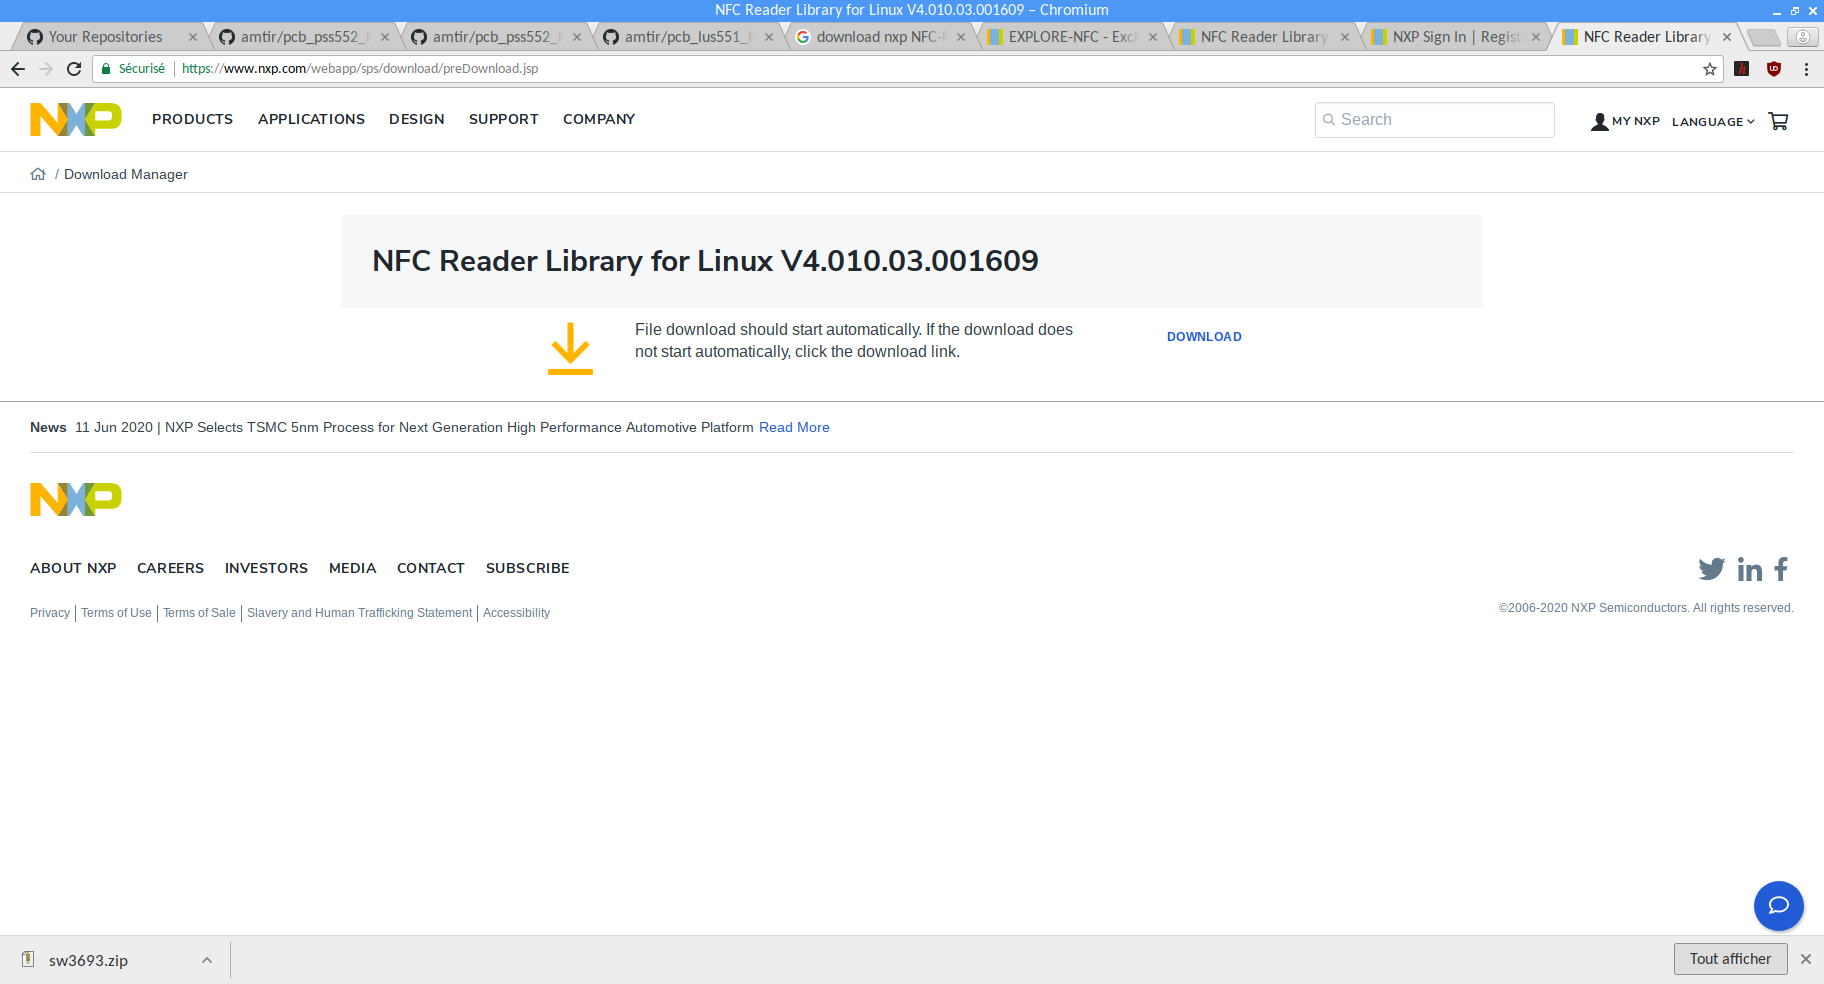 NFC Reader Library for Linux V4.010.03.001609 – Chromium
Your Repositories
amtir/pcb_pss552_
amtir/pcb_pss552_
amtir/pcb_lus551_
download nxp NFC-
EXPLORE-NFC - Exc
NFC Reader Library
NXP Sign In | Regist
NFC Reader Library
Sécurisé https://www.nxp.com/webapp/sps/download/preDownload.jsp
NXP PRODUCTS APPLICATIONS DESIGN SUPPORT COMPANY Search MY NXP LANGUAGE
/ Download Manager
NFC Reader Library for Linux V4.010.03.001609
File download should start automatically. If the download does
not start automatically, click the download link.
DOWNLOAD
News 11 Jun 2020 | NXP Selects TSMC 5nm Process for Next Generation High Performance Automotive Platform Read More
NXP
ABOUT NXP CAREERS INVESTORS MEDIA CONTACT SUBSCRIBE
Privacy Terms of Use Terms of Sale Slavery and Human Trafficking Statement Accessibility
©2006-2020 NXP Semiconductors. All rights reserved.
sw3693.zip
Tout afficher